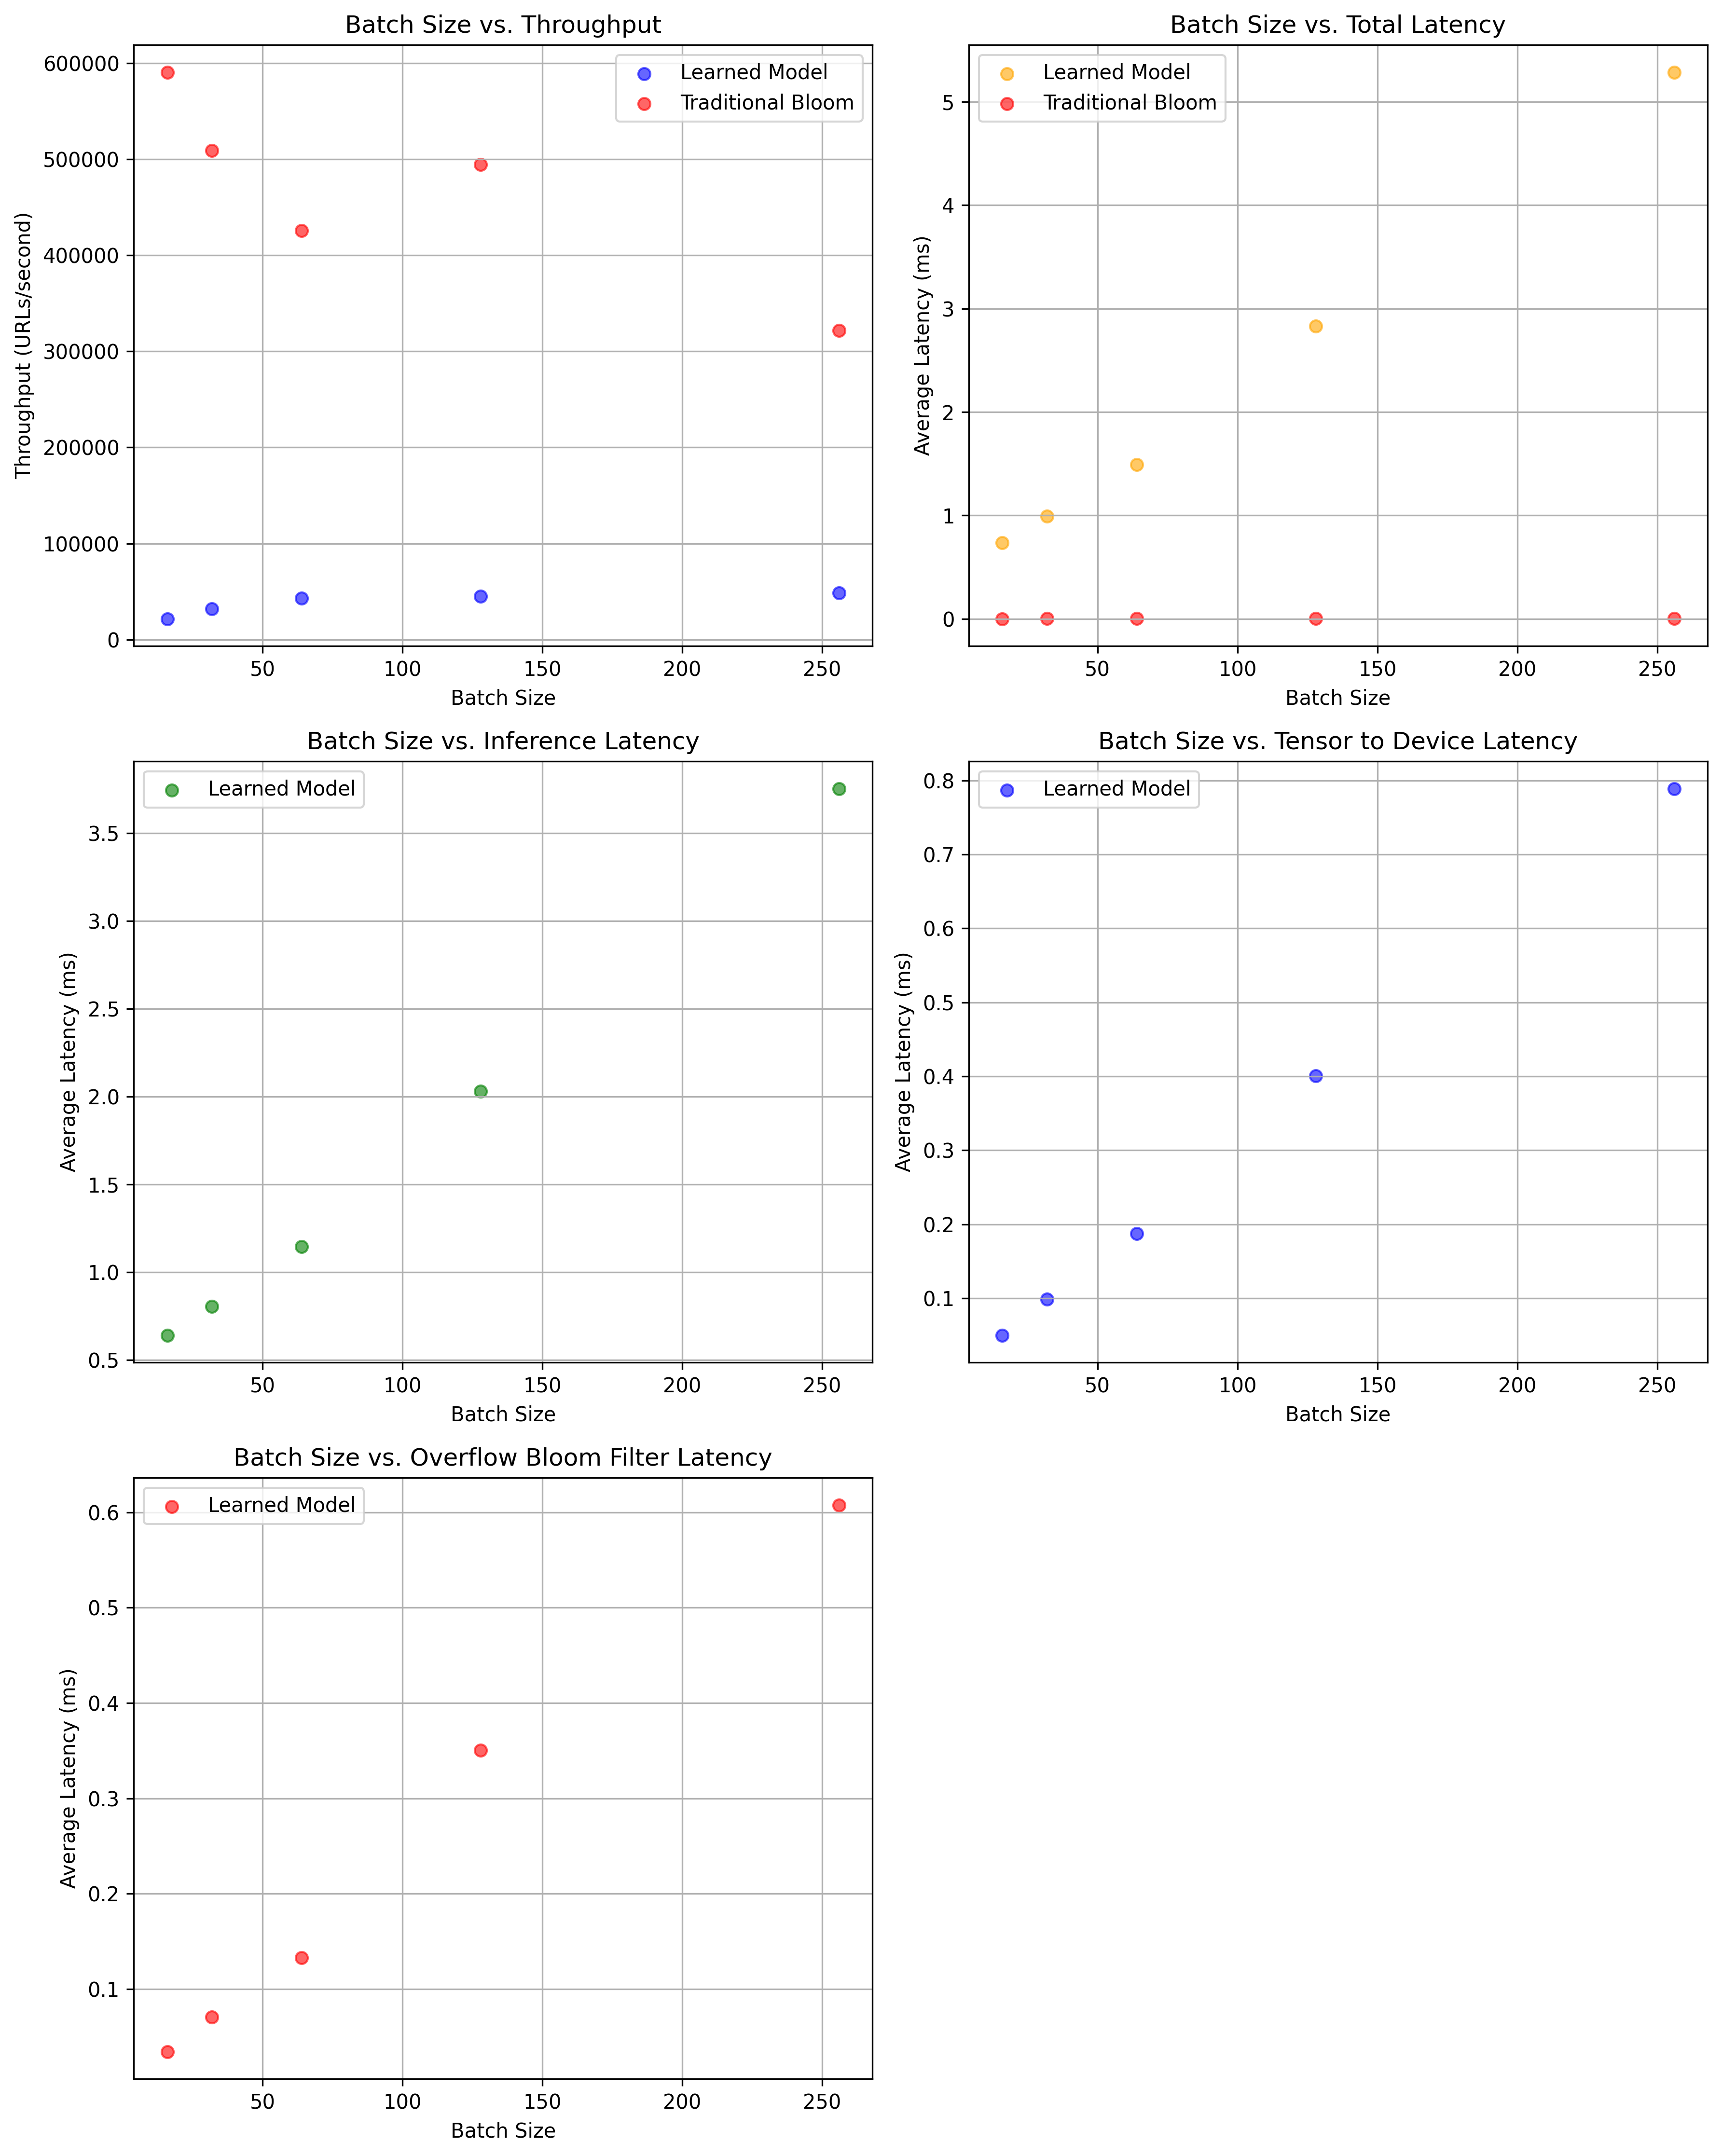 Batch Size vs. Throughput
Learned Model
Traditional Bloom
Throughput (URLs/second)
600000
500000
400000
300000
200000
100000
0
50 100 150 200 250
Batch Size
Batch Size vs. Total Latency
Learned Model
Traditional Bloom
Average Latency (ms)
5
4
3
2
1
0
50 100 150 200 250
Batch Size
Batch Size vs. Inference Latency
Learned Model
Average Latency (ms)
3.5
3.0
2.5
2.0
1.5
1.0
0.5
50 100 150 200 250
Batch Size
Batch Size vs. Tensor to Device Latency
Learned Model
Average Latency (ms)
0.8
0.7
0.6
0.5
0.4
0.3
0.2
0.1
50 100 150 200 250
Batch Size
Batch Size vs. Overflow Bloom Filter Latency
Learned Model
Average Latency (ms)
0.6
0.5
0.4
0.3
0.2
0.1
50 100 150 200 250
Batch Size